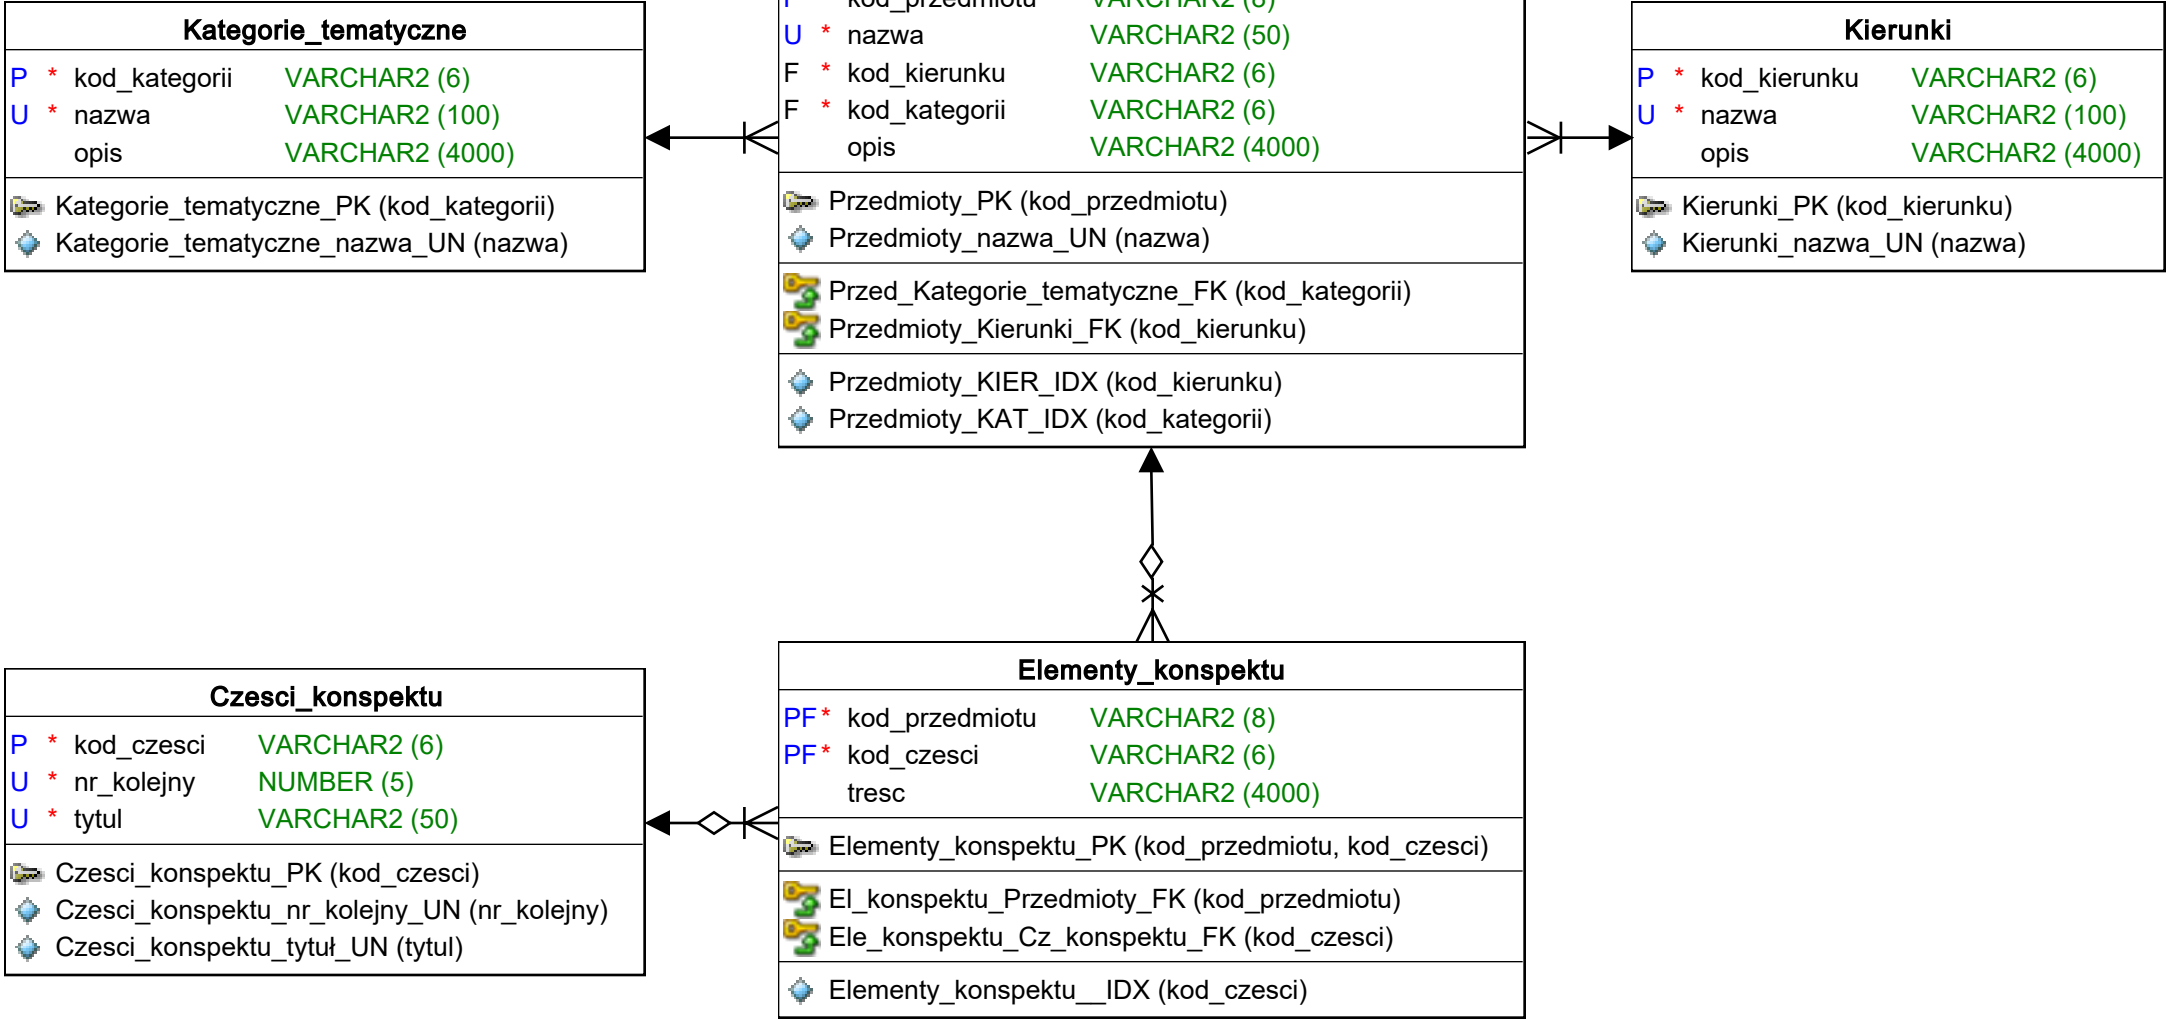 Kategorie_tematyczne
P * kod_kategorii VARCHAR2 (6)
U * nazwa VARCHAR2 (100)
opis VARCHAR2 (4000)
Kategorie_tematyczne_PK (kod_kategorii)
Kategorie_tematyczne_nazwa_UN (nazwa)
P * kod_przedmiotu VARCHAR2 (8)
U * nazwa VARCHAR2 (50)
F * kod_kierunku VARCHAR2 (6)
F * kod_kategorii VARCHAR2 (6)
opis VARCHAR2 (4000)
Przedmioty_PK (kod_przedmiotu)
Przedmioty_nazwa_UN (nazwa)
Przed_Kategorie_tematyczne_FK (kod_kategorii)
Przedmioty_Kierunki_FK (kod_kierunku)
Przedmioty_KIER_IDX (kod_kierunku)
Przedmioty_KAT_IDX (kod_kategorii)
Kierunki
P * kod_kierunku VARCHAR2 (6)
U * nazwa VARCHAR2 (100)
opis VARCHAR2 (4000)
Kierunki_PK (kod_kierunku)
Kierunki_nazwa_UN (nazwa)
Czesci_konspektu
P * kod_czesci VARCHAR2 (6)
U * nr_kolejny NUMBER (5)
U * tytul VARCHAR2 (50)
Czesci_konspektu_PK (kod_czesci)
Czesci_konspektu_nr_kolejny_UN (nr_kolejny)
Czesci_konspektu_tytuł_UN (tytul)
Elementy_konspektu
PF * kod_przedmiotu VARCHAR2 (8)
PF * kod_czesci VARCHAR2 (6)
tresc VARCHAR2 (4000)
Elementy_konspektu_PK (kod_przedmiotu, kod_czesci)
El_konspektu_Przedmioty_FK (kod_przedmiotu)
Ele_konspektu_Cz_konspektu_FK (kod_czesci)
Elementy_konspektu__IDX (kod_czesci)